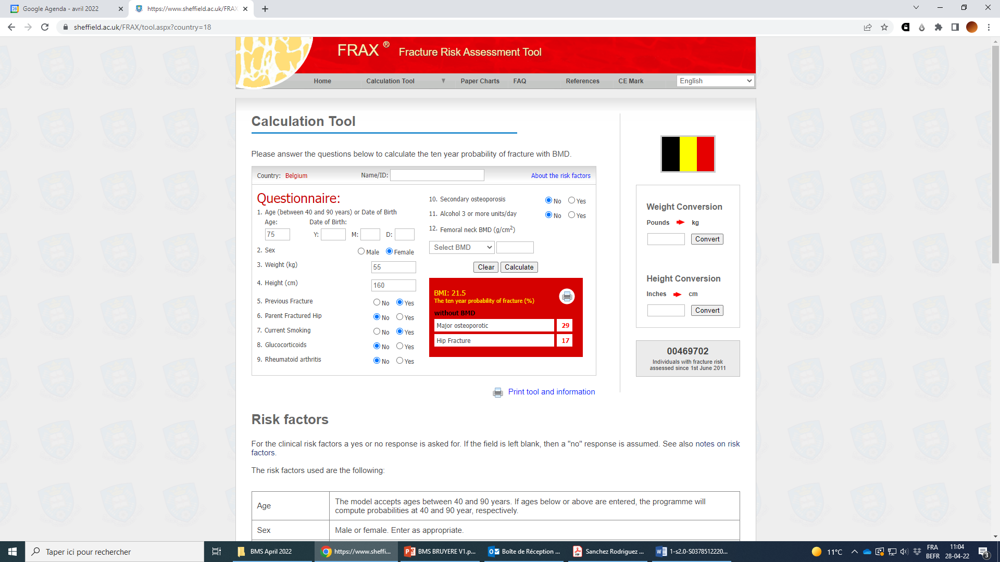 Google Agenda - avril 2022
https://www.sheffield.ac.uk/FRAX
sheffield.ac.uk/FRAX/tool.aspx?country=18
FRAX ® Fracture Risk Assessment Tool
Home Calculation Tool ▼ Paper Charts FAQ References CE Mark English
Calculation Tool
Please answer the questions below to calculate the ten year probability of fracture with BMD.
Country: Belgium Name/ID: About the risk factors
Questionnaire:
1. Age (between 40 and 90 years) or Date of Birth
Age: Date of Birth:
75 Y: M: D:
2. Sex Male Female
3. Weight (kg) 55
4. Height (cm) 160
5. Previous Fracture No Yes
6. Parent Fractured Hip No Yes
7. Current Smoking No Yes
8. Glucocorticoids No Yes
9. Rheumatoid arthritis No Yes
10. Secondary osteoporosis No Yes
11. Alcohol 3 or more units/day No Yes
12. Femoral neck BMD (g/cm²)
Select BMD
Clear Calculate
BMI: 21.5
The ten year probability of fracture (%)
without BMD
Major osteoporotic 29
Hip Fracture 17
Print tool and information
Weight Conversion
Pounds kg
Convert
Height Conversion
Inches cm
Convert
00469702
Individuals with fracture risk
assessed since 1st June 2011
Risk factors
For the clinical risk factors a yes or no response is asked for. If the field is left blank, then a "no" response is assumed. See also notes on risk
factors.
The risk factors used are the following:
Age The model accepts ages between 40 and 90 years. If ages below or above are entered, the programme will
compute probabilities at 40 and 90 year, respectively.
Sex Male or female. Enter as appropriate.
Taper ici pour rechercher
BMS April 2022
https://www.sheffi...
BMS BRUYERE V1.p...
Boîte de Réception ...
Sanchez Rodriguez ...
1-s2.0-S0378512220...
11°C
FRA
BEFR
11:04
28-04-22
3